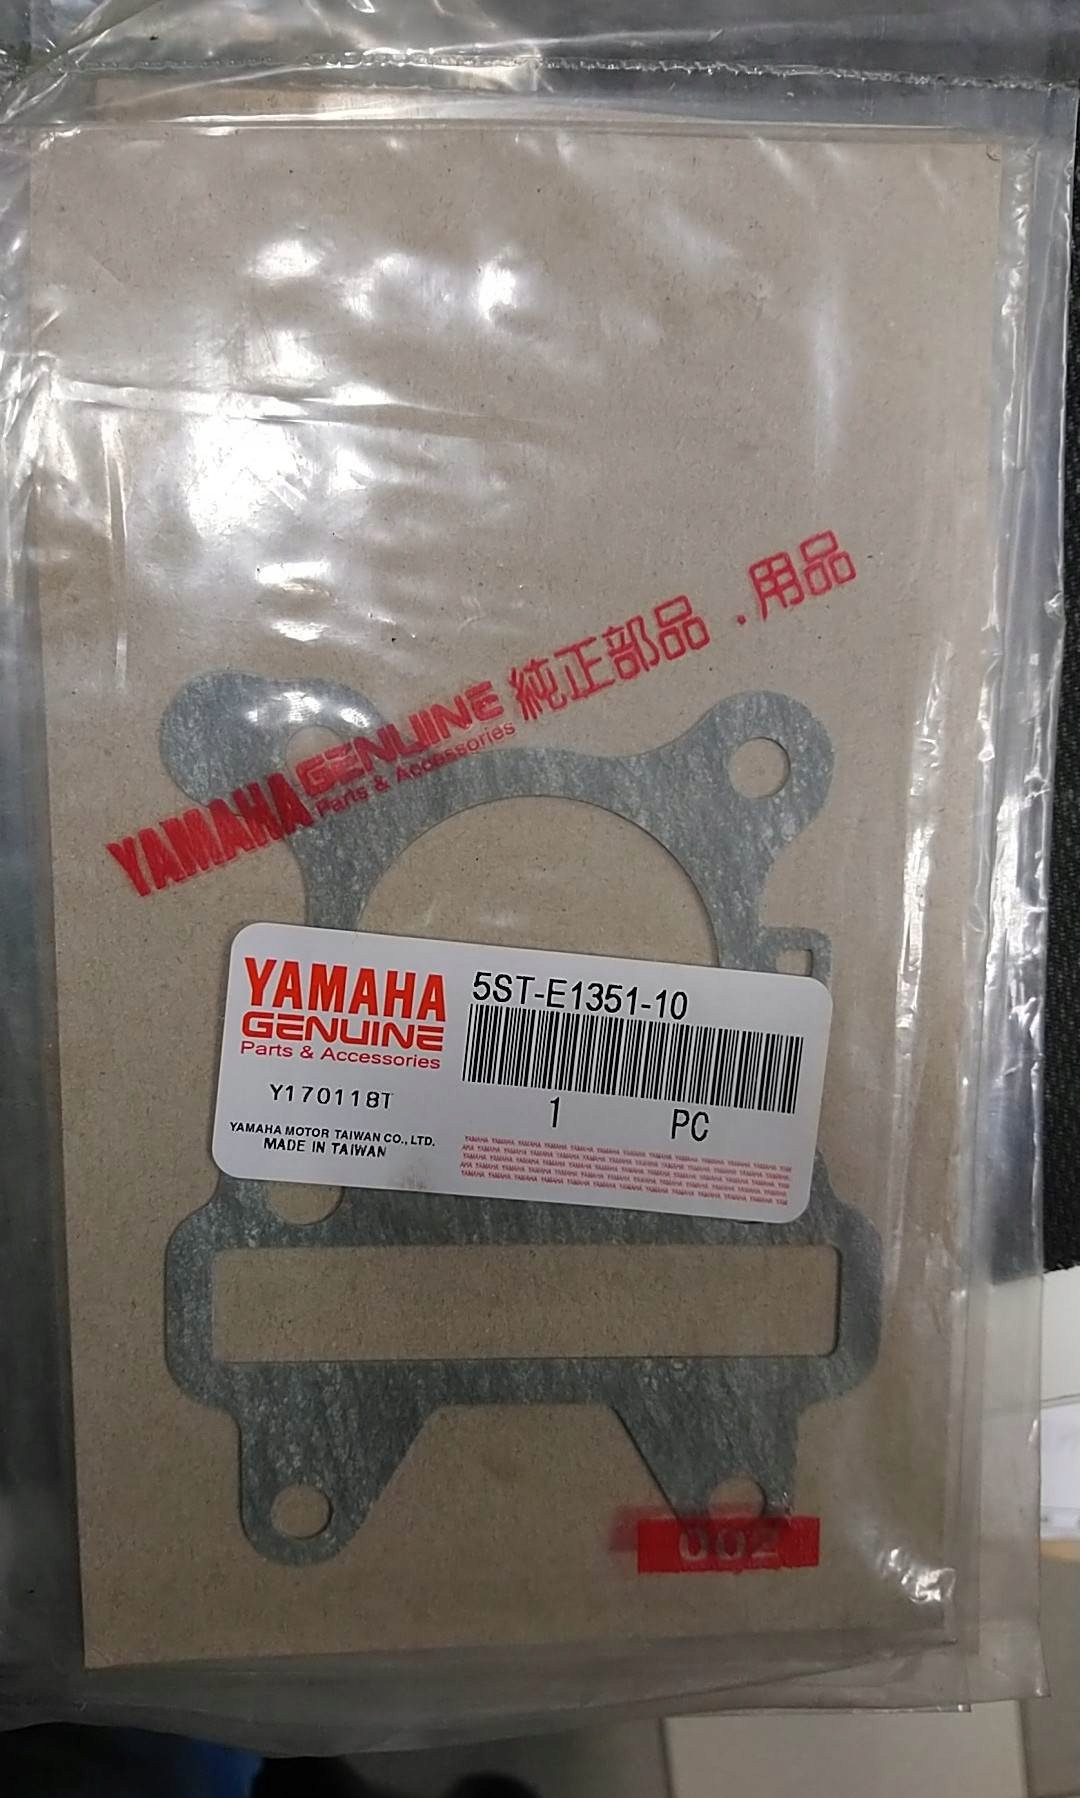 YAMAHA GENUINE 純正部品 . 用品
Parts & Accessories
YAMAHA
GENUINE
Parts & Accessories
5ST-E1351-10
Y170118T
1 PC
YAMAHA MOTOR TAIWAN CO., LTD.
MADE IN TAIWAN
002